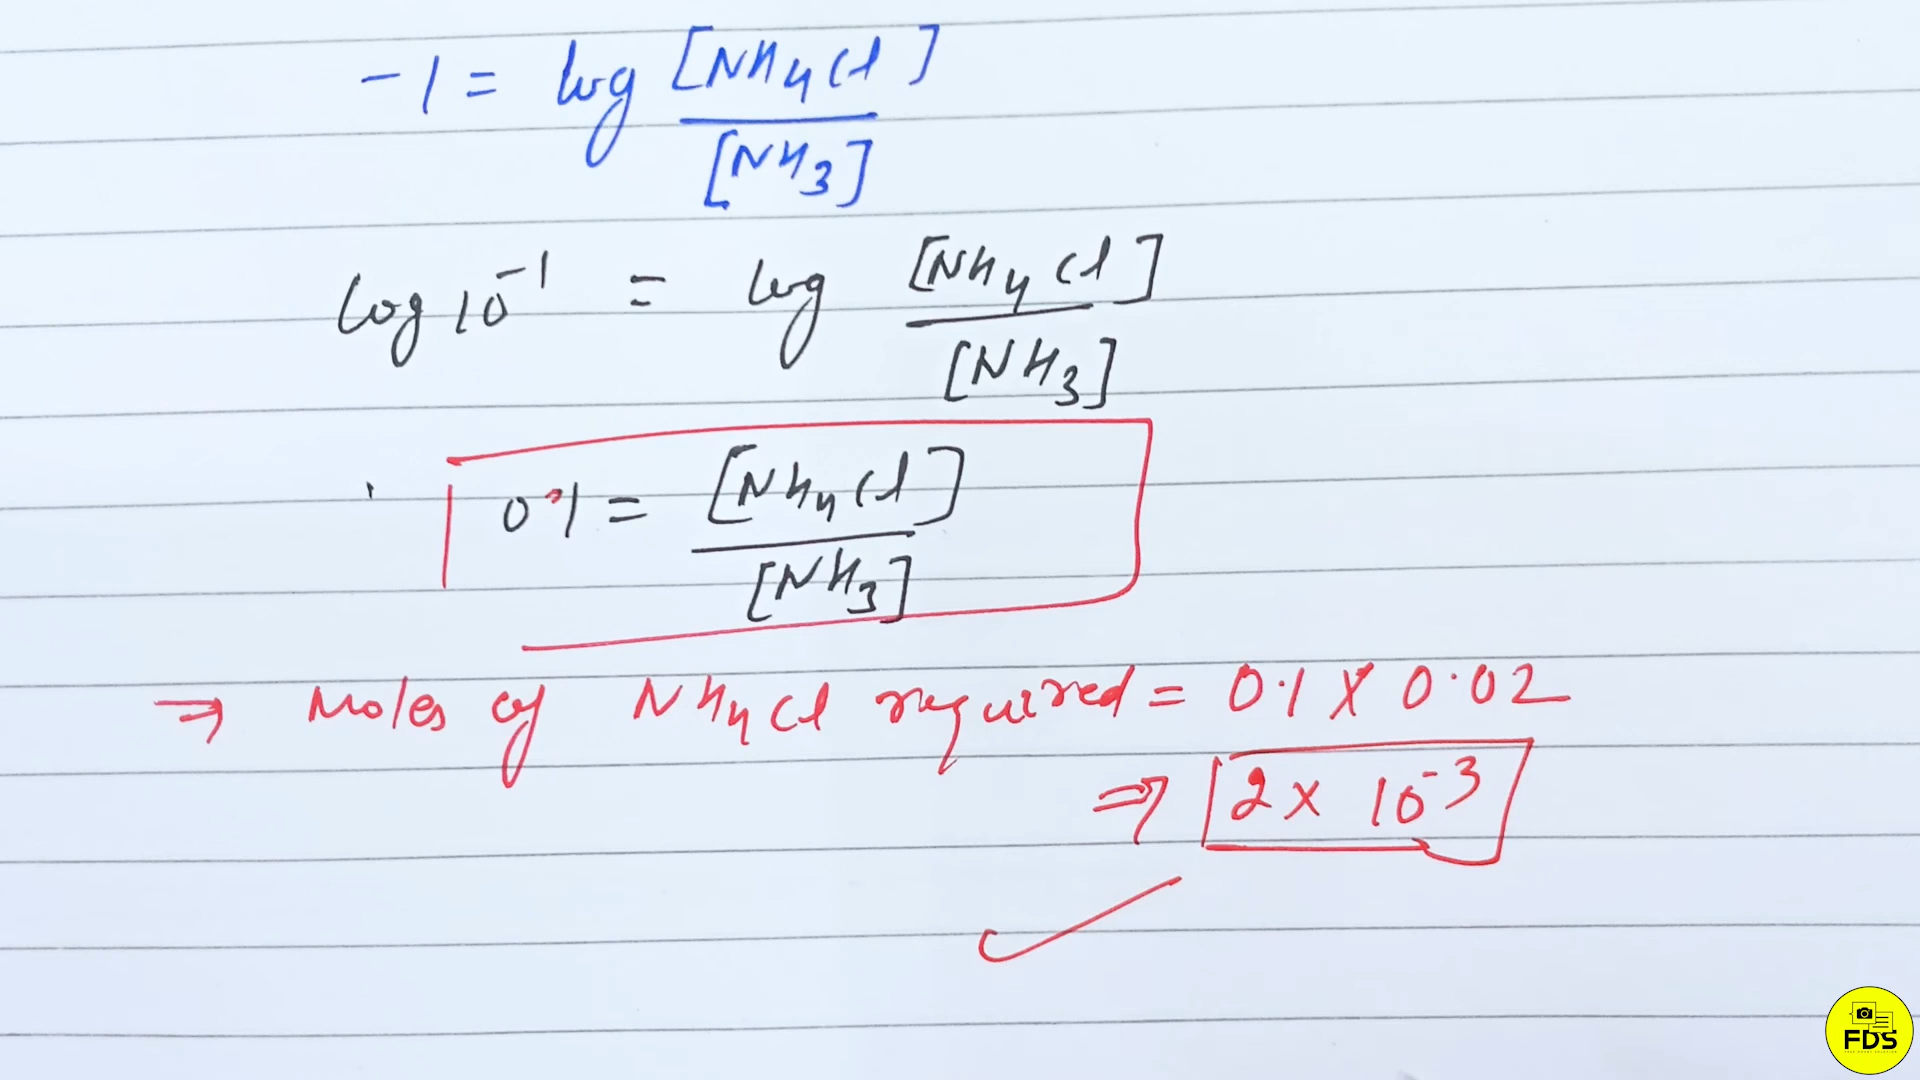 -1 = log [NH4Cl]
[NH3]
log 10^-1 = log [NH4Cl]
[NH3]
0.1 = [NH4Cl]
[NH3]
⇒ Moles of NH4Cl required = 0.1 X 0.02
⇒ 2 x 10^-3
FDS